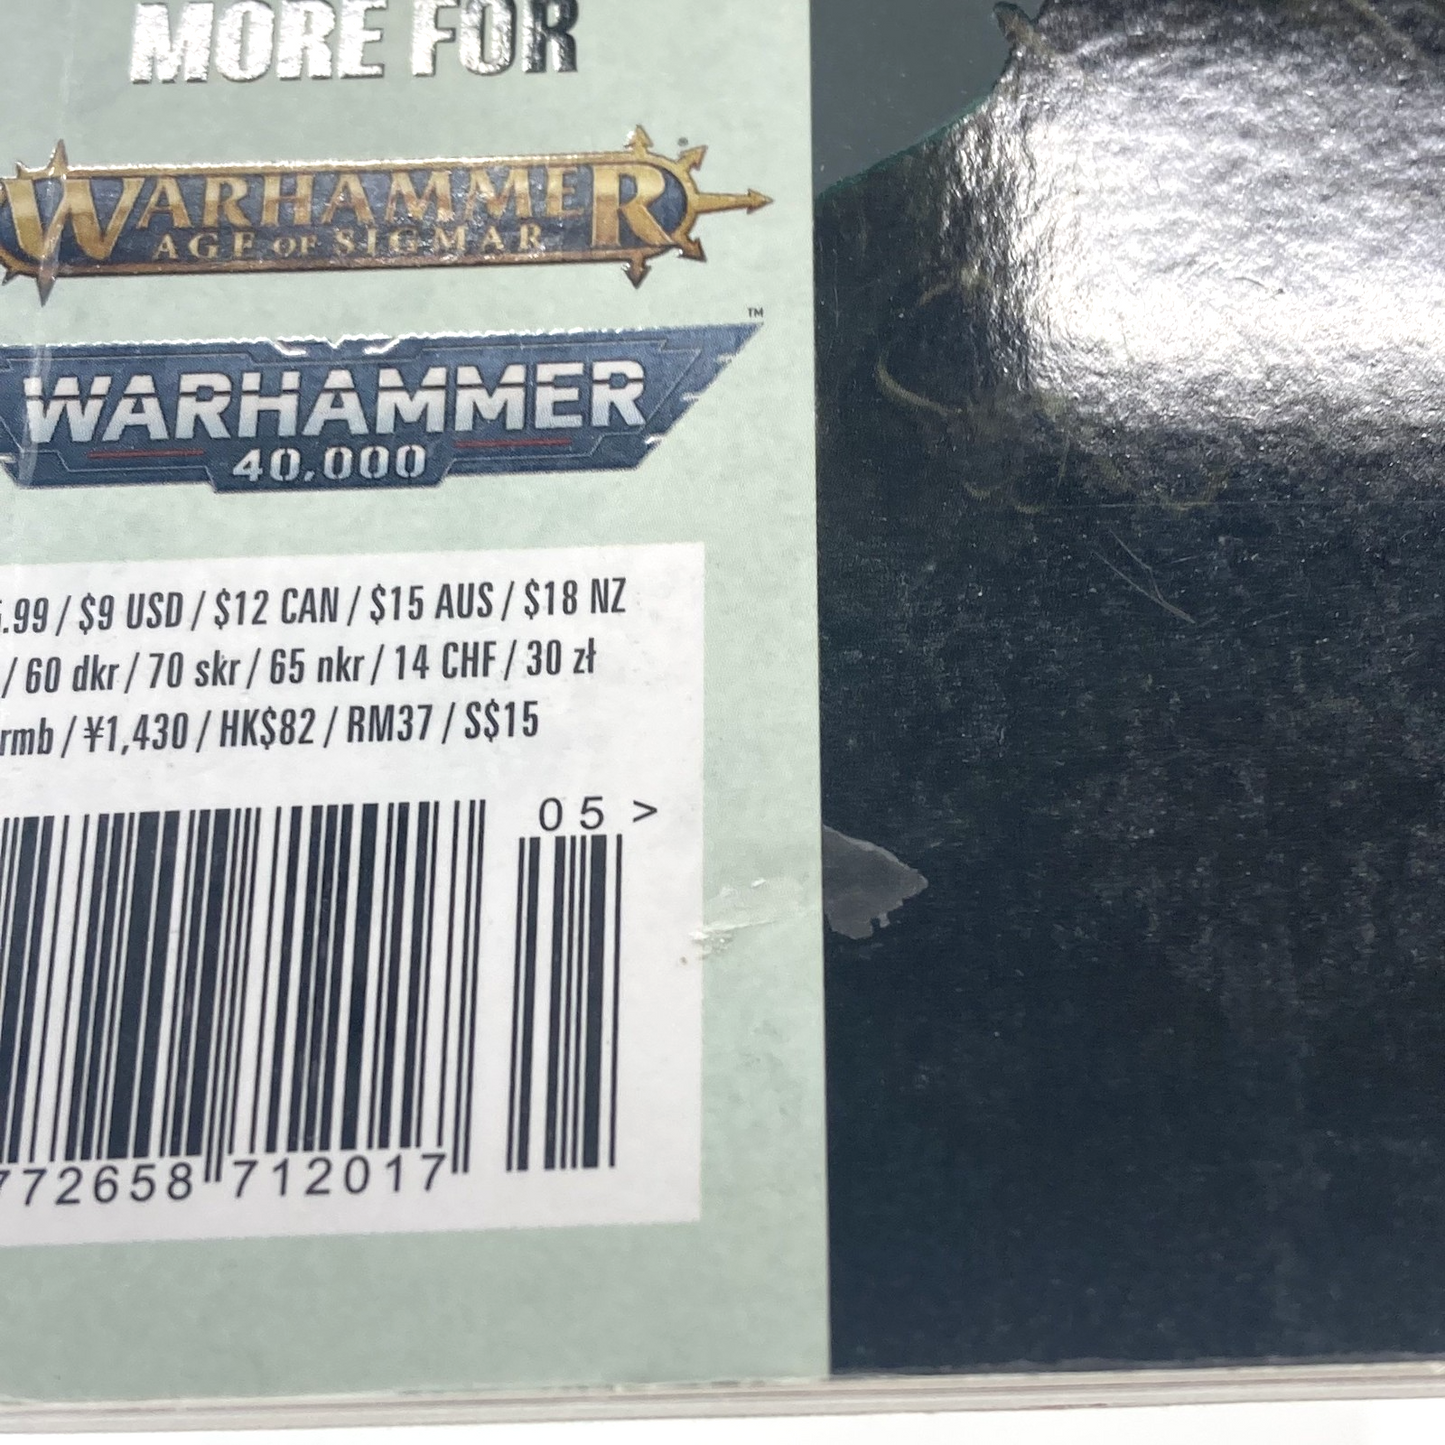 MORE FOR
WARHAMMER
AGE OF SIGMAR
™
WARHAMMER
40,000
.99 / $9 USD / $12 CAN / $15 AUS / $18 NZ
/ 60 dkr / 70 skr / 65 nkr / 14 CHF / 30 zł
rmb / ¥1,430 / HK$82 / RM37 / S$15
05 >
772658 712017